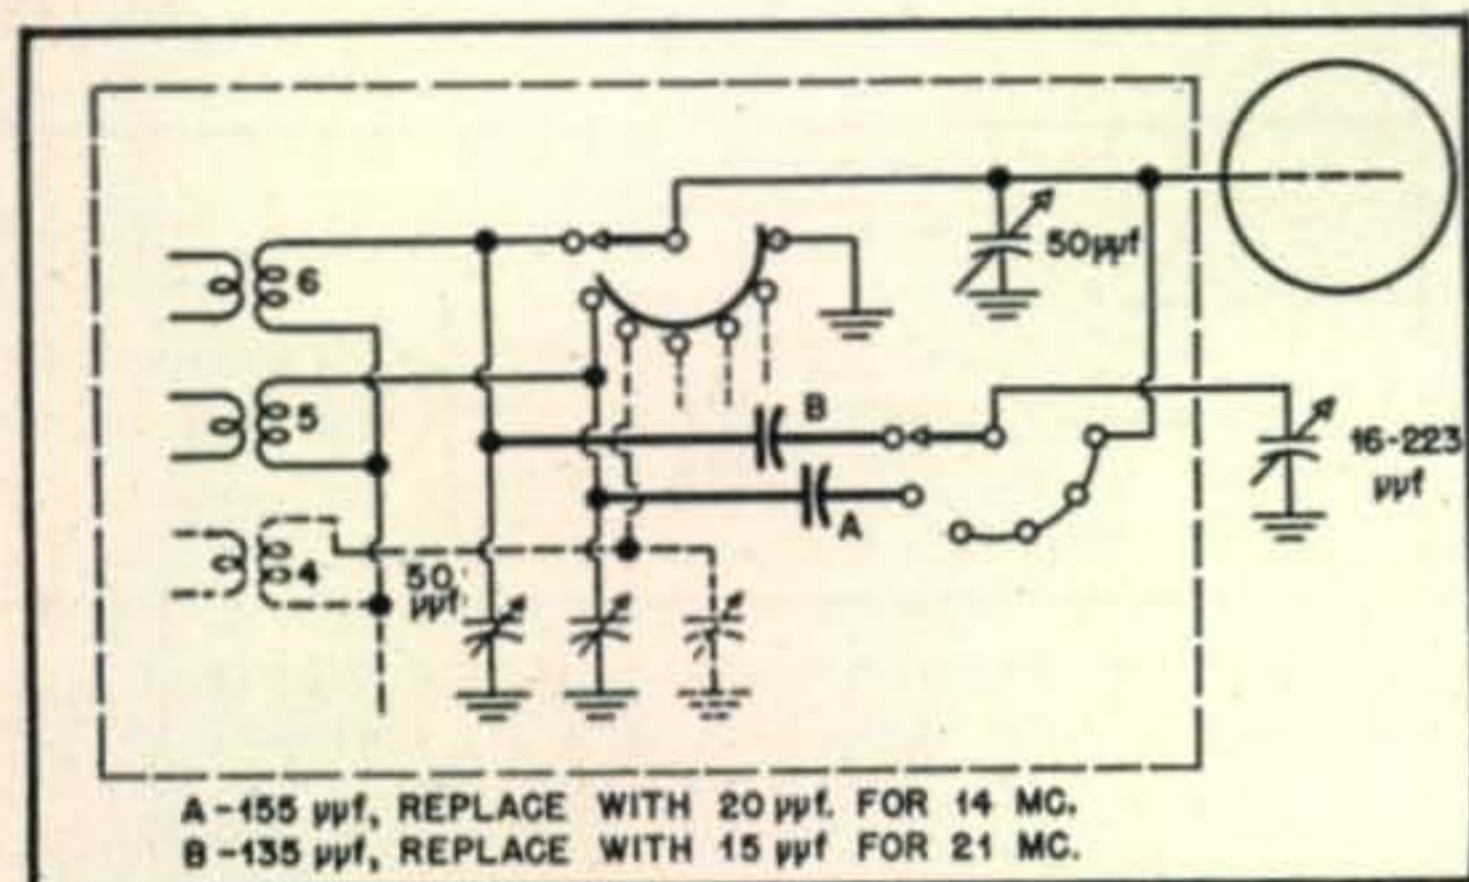 6
50μμf
5
B
16-223
μμf
A
4
50
μμf
A-155 μμf, REPLACE WITH 20 μμf. FOR 14 MC.
B-135 μμf, REPLACE WITH 15 μμf FOR 21 MC.